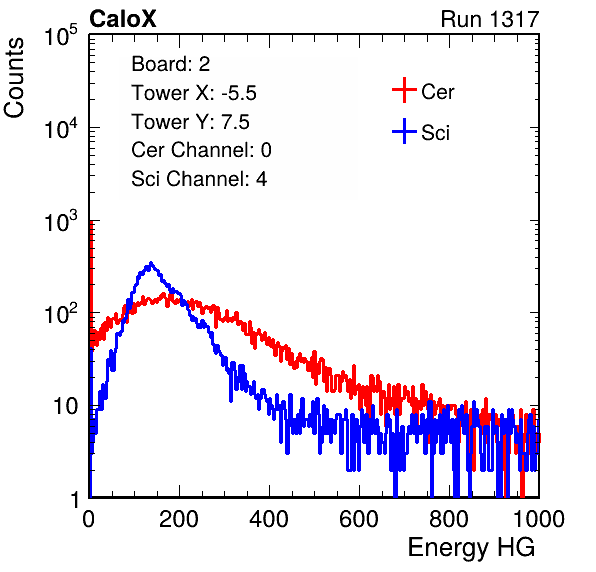 CaloX Run 1317
Counts
Board: 2
Tower X: -5.5
Tower Y: 7.5
Cer Channel: 0
Sci Channel: 4
Cer
Sci
10^5
10^4
10^3
10^2
10
1
0 200 400 600 800 1000
Energy HG